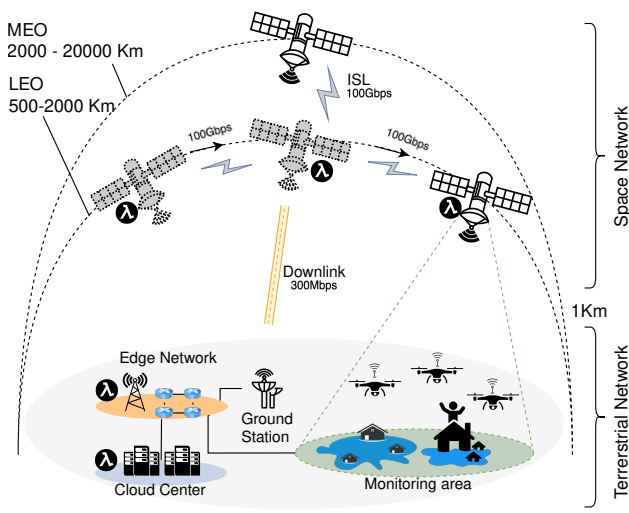 MEO
2000 - 20000 Km
LEO
500-2000 Km
ISL
100Gbps
100Gbps
100Gbps
λ
λ
λ
Downlink
300Mbps
Space Network
1Km
Edge Network
λ
Ground
Station
λ
Cloud Center
Monitoring area
Terrerstrial Network